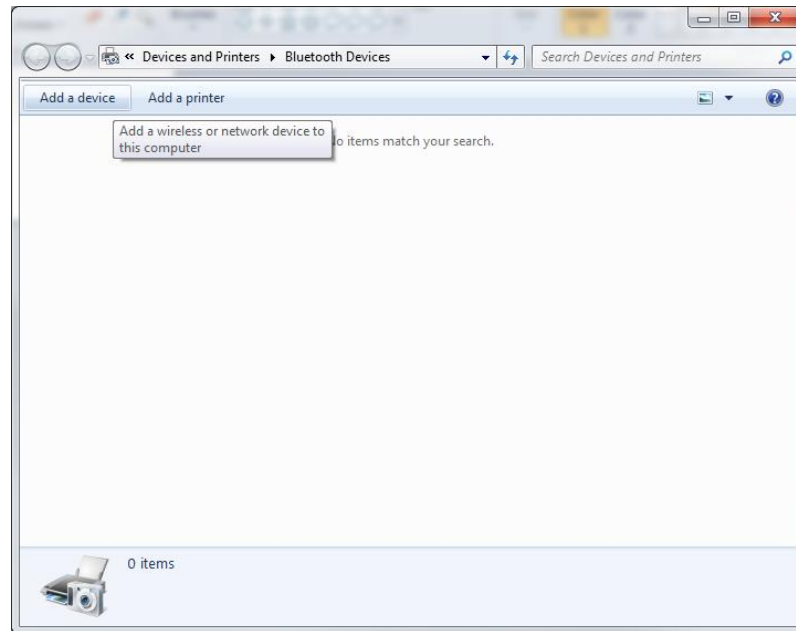 « Devices and Printers ▸ Bluetooth Devices
Search Devices and Printers
Add a device
Add a printer
Add a wireless or network device to
this computer
items match your search.
0 items